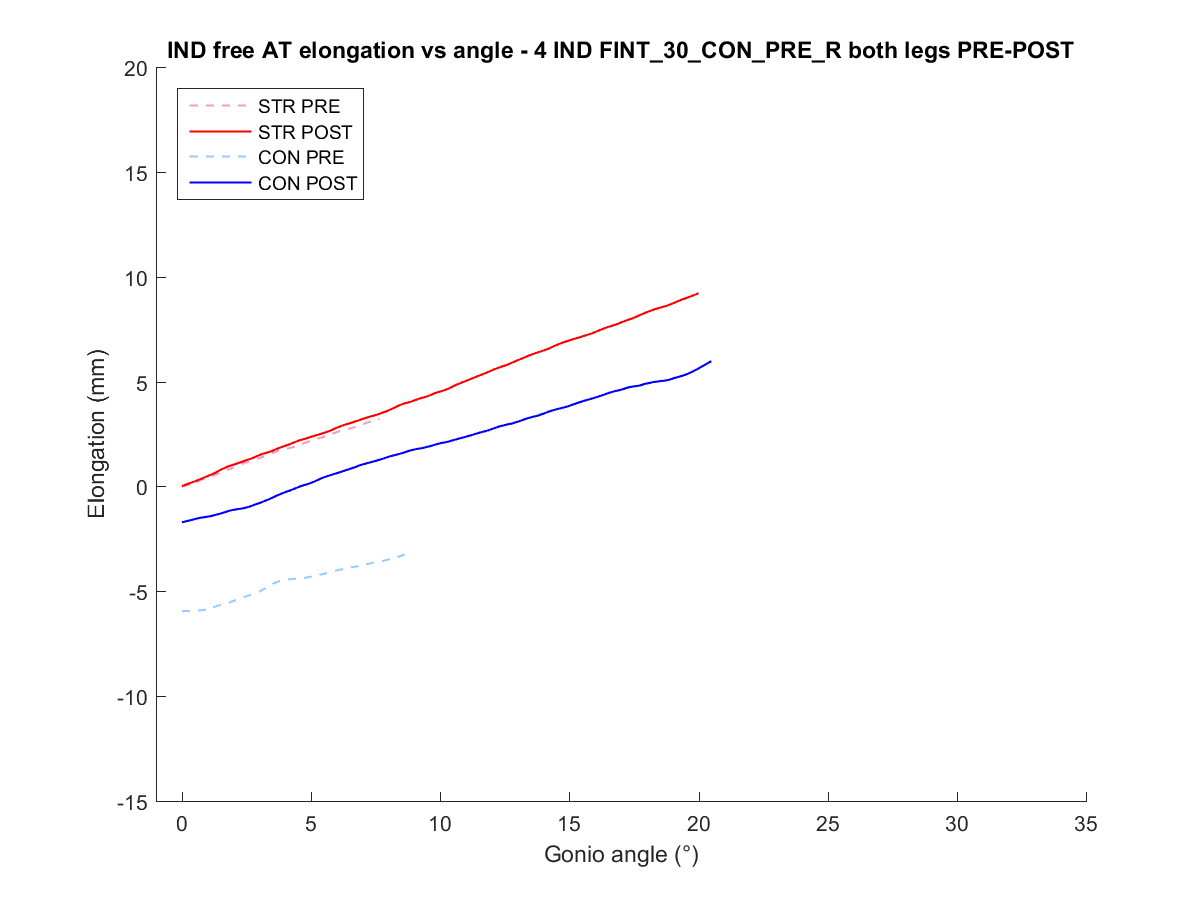 IND free AT elongation vs angle - 4 IND FINT_30_CON_PRE_R both legs PRE-POST
20
15
10
5
0
-5
-10
-15
STR PRE
STR POST
CON PRE
CON POST
Elongation (mm)
0 5 10 15 20 25 30 35
Gonio angle (°)